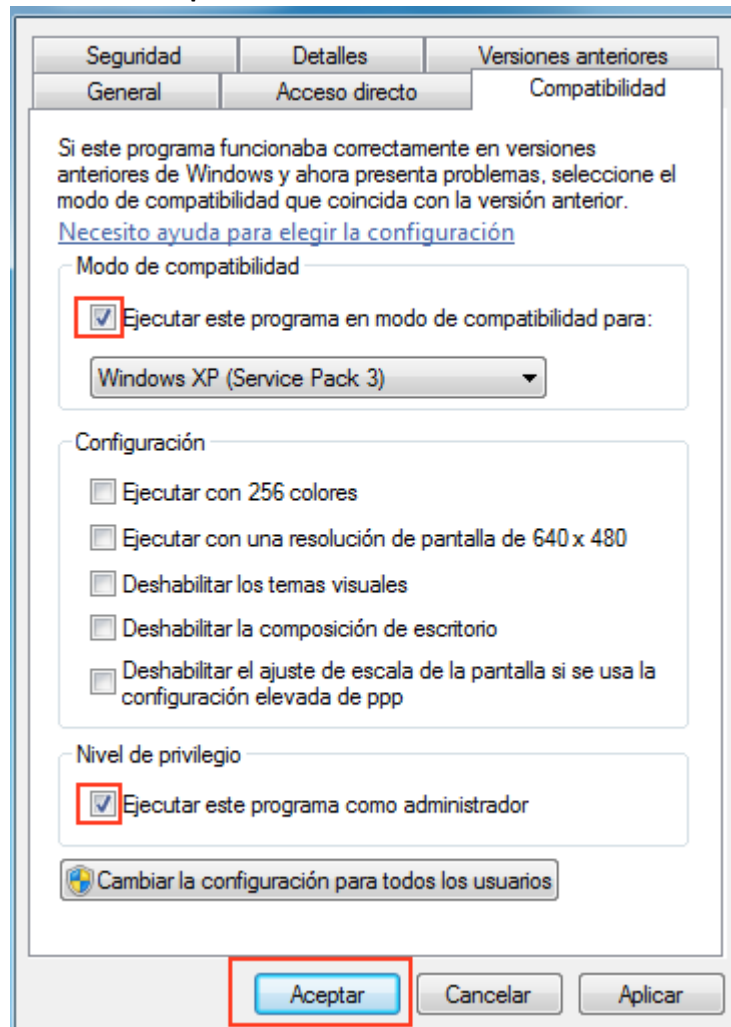 Seguridad
Detalles
Versiones anteriores
General
Acceso directo
Compatibilidad
Si este programa funcionaba correctamente en versiones
anteriores de Windows y ahora presenta problemas, seleccione el
modo de compatibilidad que coincida con la versión anterior.
Necesito ayuda para elegir la configuración
Modo de compatibilidad
Ejecutar este programa en modo de compatibilidad para:
Windows XP (Service Pack 3)
Configuración
Ejecutar con 256 colores
Ejecutar con una resolución de pantalla de 640 x 480
Deshabilitar los temas visuales
Deshabilitar la composición de escritorio
Deshabilitar el ajuste de escala de la pantalla si se usa la
configuración elevada de ppp
Nivel de privilegio
Ejecutar este programa como administrador
Cambiar la configuración para todos los usuarios
Aceptar
Cancelar
Aplicar